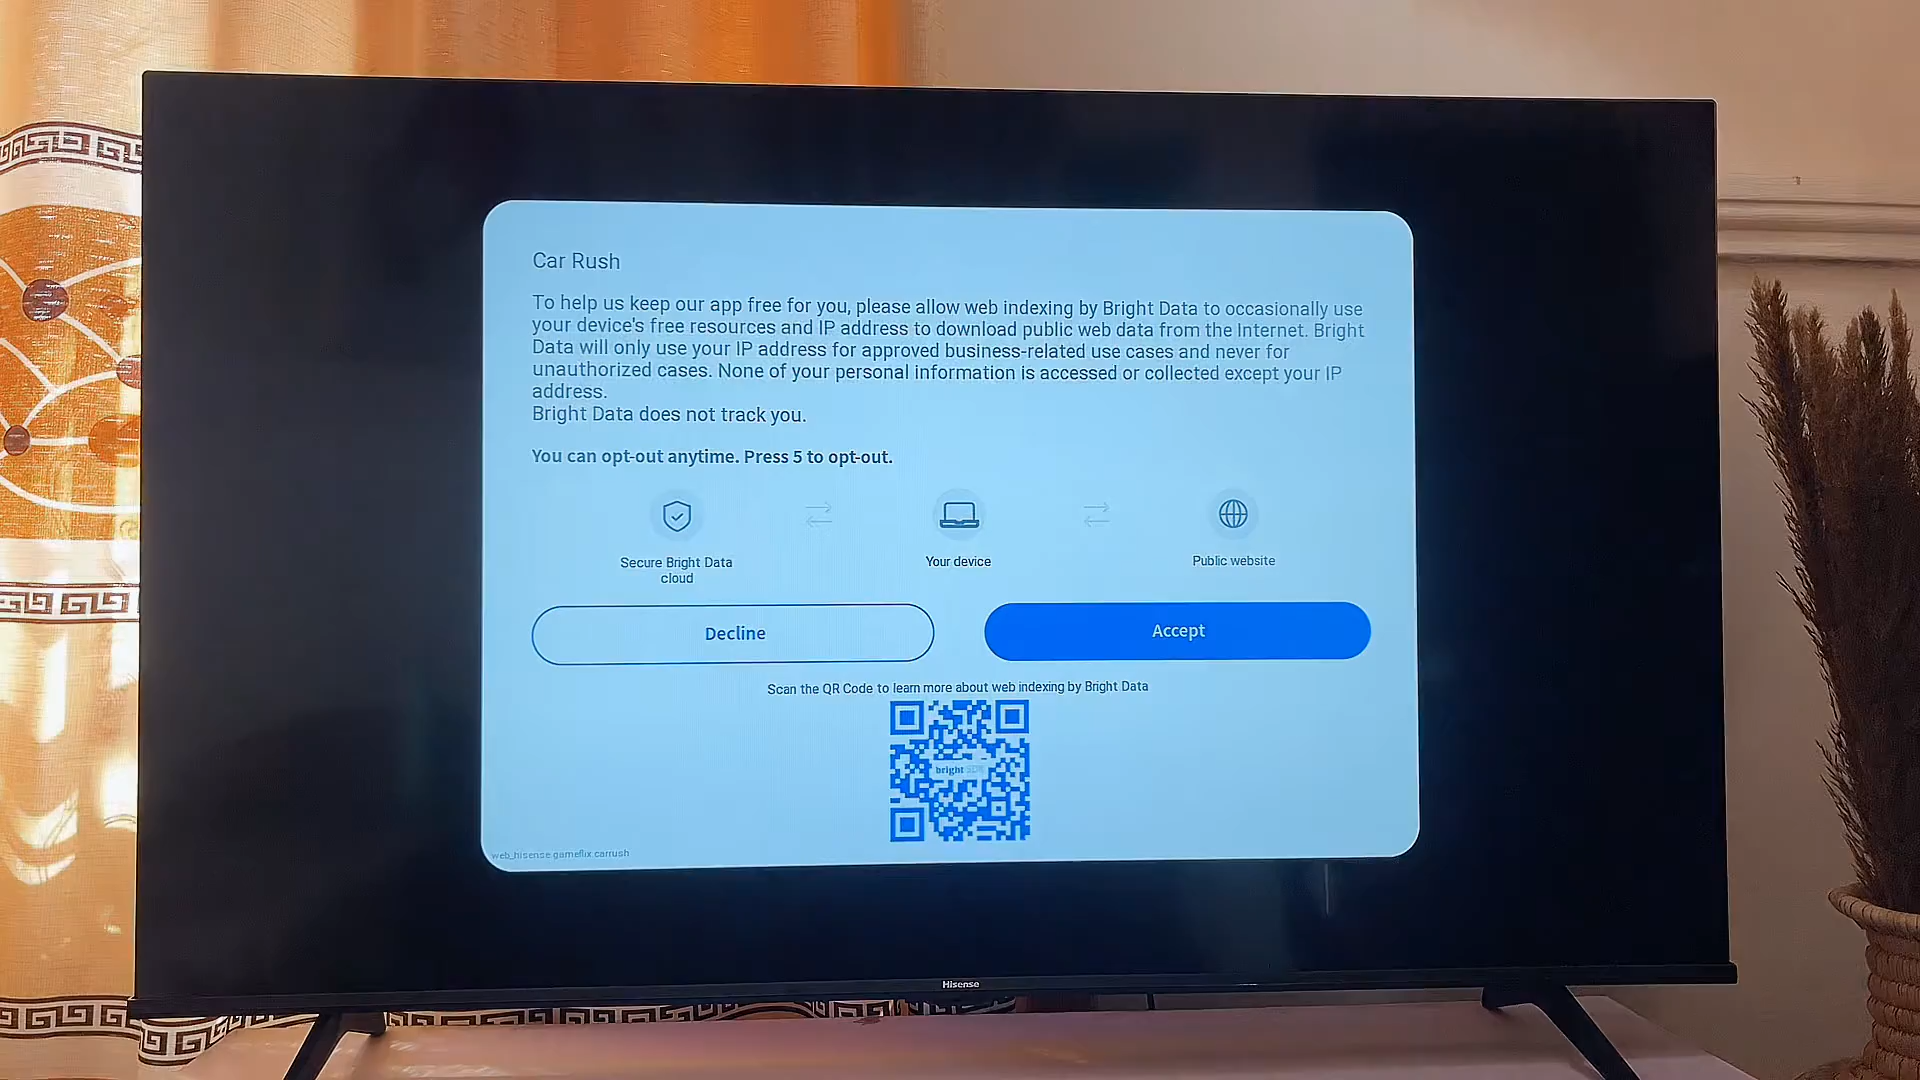 Car Rush
To help us keep our app free for you, please allow web indexing by Bright Data to occasionally use
your device's free resources and IP address to download public web data from the Internet. Bright
Data will only use your IP address for approved business-related use cases and never for
unauthorized cases. None of your personal information is accessed or collected except your IP
address.
Bright Data does not track you.
You can opt-out anytime. Press 5 to opt-out.
Secure Bright Data
cloud
Your device
Public website
Decline
Accept
Scan the QR Code to learn more about web indexing by Bright Data
bright SDK
web_hisense.gameflix.carrush
Hisense